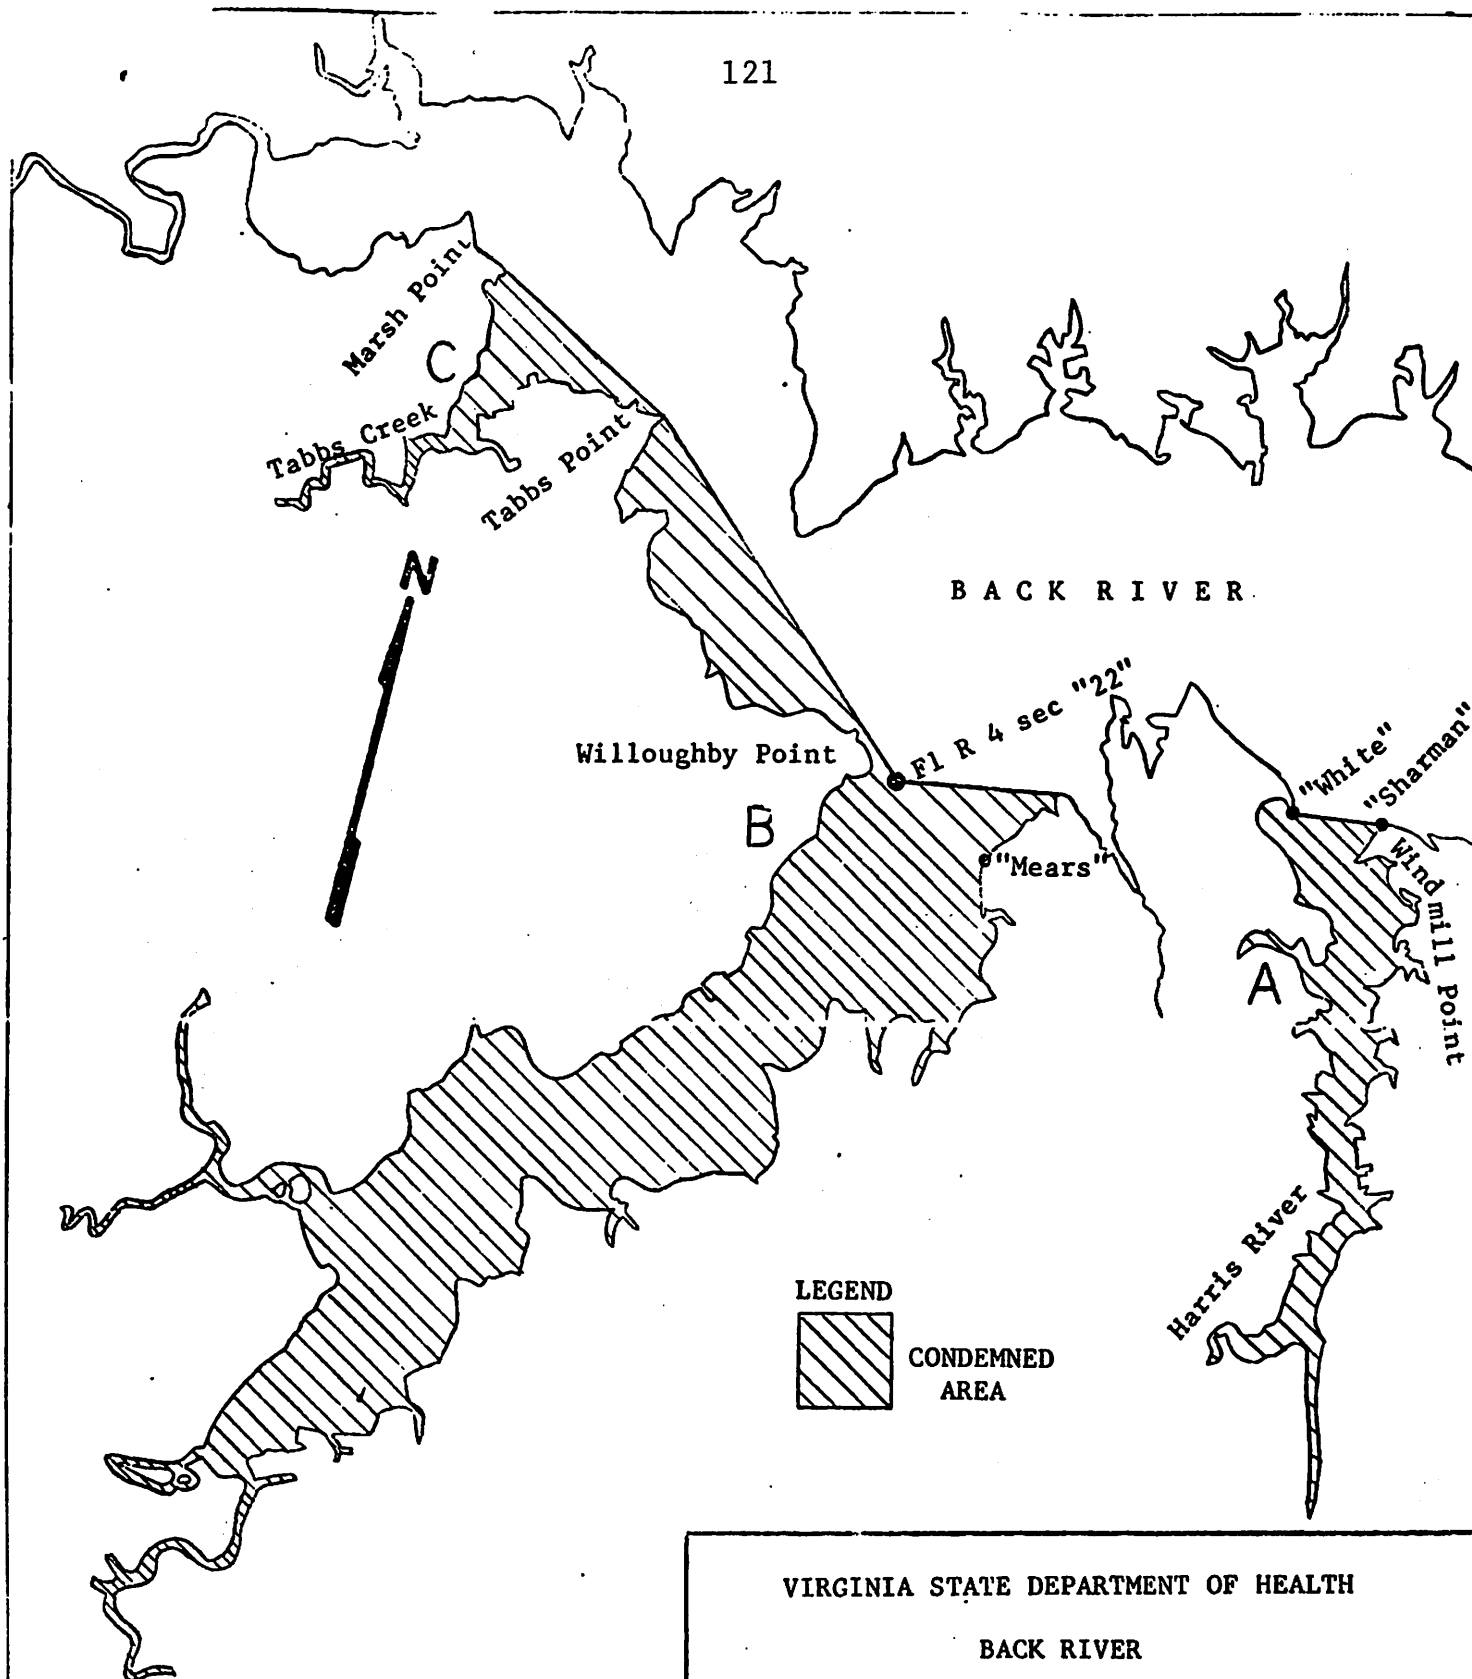 121
Marsh Point
C
Tabbs Creek
Tabbs Point
N
BACK RIVER
Fl R 4 sec "22"
Willoughby Point
"White"
"Sharman"
B
"Mears"
Windmill Point
A
Harris River
LEGEND
CONDEMNED
AREA
VIRGINIA STATE DEPARTMENT OF HEALTH
BACK RIVER